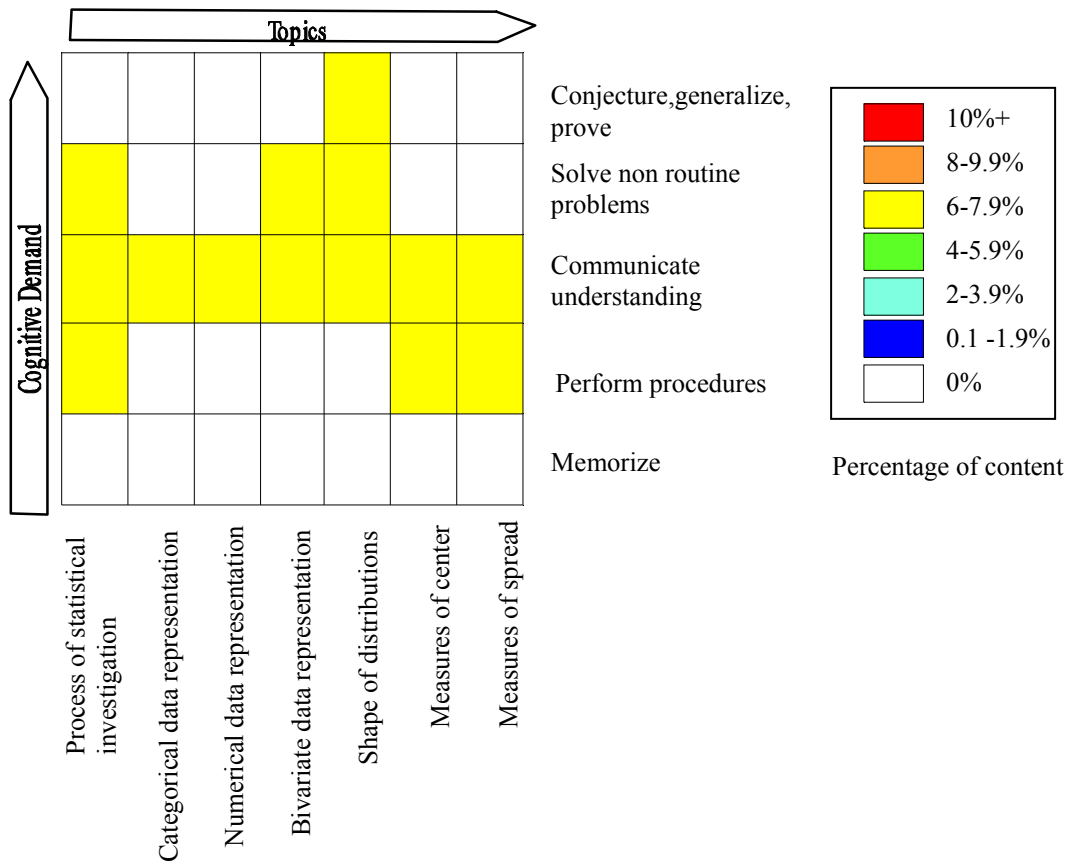 Topics
Cognitive Demand
Conjecture,generalize,
prove
Solve non routine
problems
Communicate
understanding
Perform procedures
Memorize
10%+
8-9.9%
6-7.9%
4-5.9%
2-3.9%
0.1 -1.9%
0%
Percentage of content
Process of statistical
investigation
Categorical data representation
Numerical data representation
Bivariate data representation
Shape of distributions
Measures of center
Measures of spread